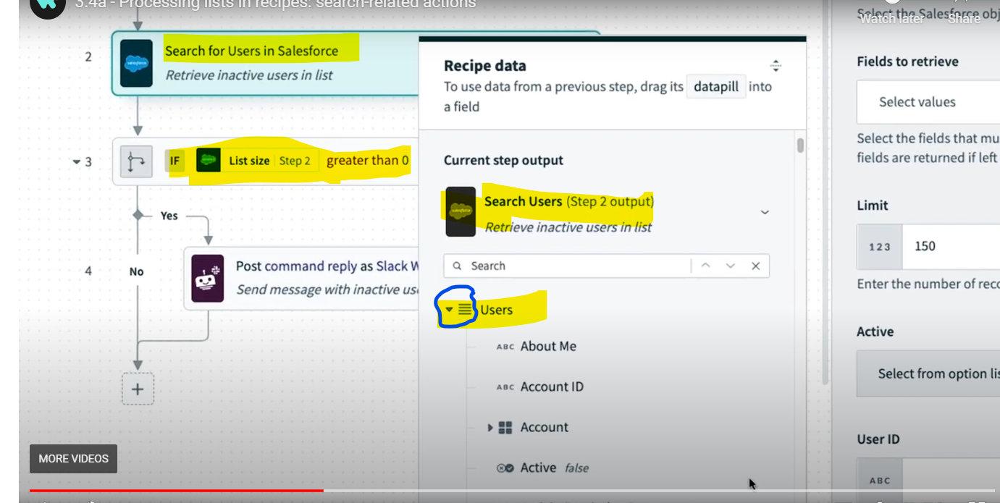 3.4a - Processing lists in recipes: search-related actions
Watch later
Share
2
Search for Users in Salesforce
Retrieve inactive users in list
3
IF List size Step 2 greater than 0
Yes
No
4
Post command reply as Slack W
Send message with inactive use
+
MORE VIDEOS
Recipe data
To use data from a previous step, drag its datapill into
a field
Current step output
salesforce
Search Users (Step 2 output)
Retrieve inactive users in list
Search
Users
ABC About Me
ABC Account ID
Account
Active false
Select the Salesforce obj
Fields to retrieve
Select values
Select the fields that mu
fields are returned if left
Limit
123 150
Enter the number of reco
Active
Select from option lis
User ID
ABC